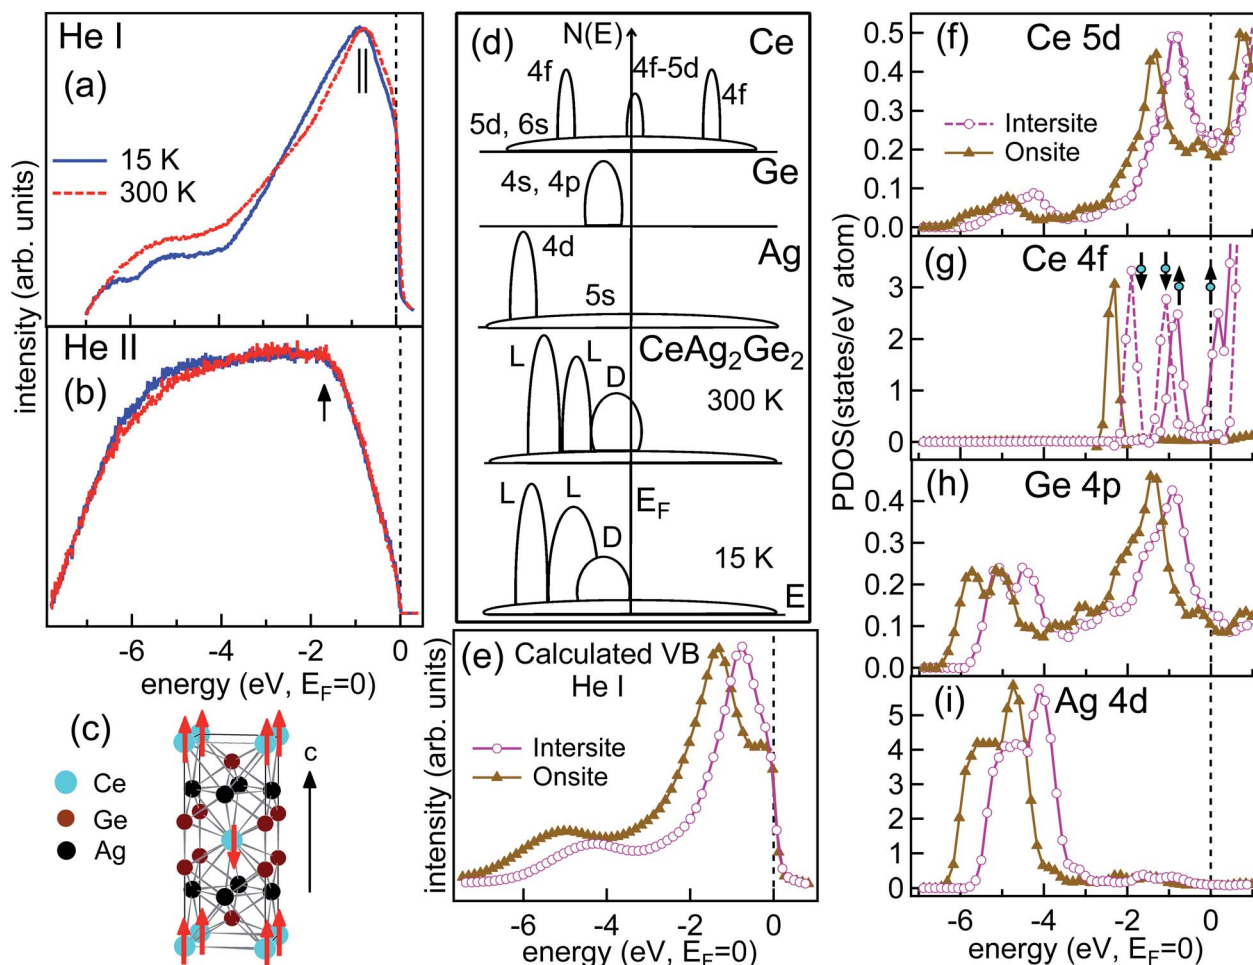 He I
(a)
15 K
300 K
intensity (arb. units)
He II
(b)
-6
-4
-2
0
energy (eV, E_F=0)
(c)
c
Ce
Ge
Ag
(d)
N(E)
Ce
4f
4f-5d
4f
5d, 6s
Ge
4s, 4p
Ag
4d
5s
CeAg₂Ge₂
L
L
D
300 K
E_F
L
L
D
15 K
E
(e)
Calculated VB
He I
Intersite
Onsite
intensity (arb. units)
-6
-4
-2
0
energy (eV, E_F=0)
(f)
Ce 5d
Intersite
Onsite
0.5
0.4
0.3
0.2
0.1
0.0
PDOS(states/eV atom)
(g)
Ce 4f
3
2
1
0
(h)
Ge 4p
0.4
0.3
0.2
0.1
0.0
(i)
Ag 4d
5
4
3
2
1
0
-6
-4
-2
0
energy (eV, E_F=0)